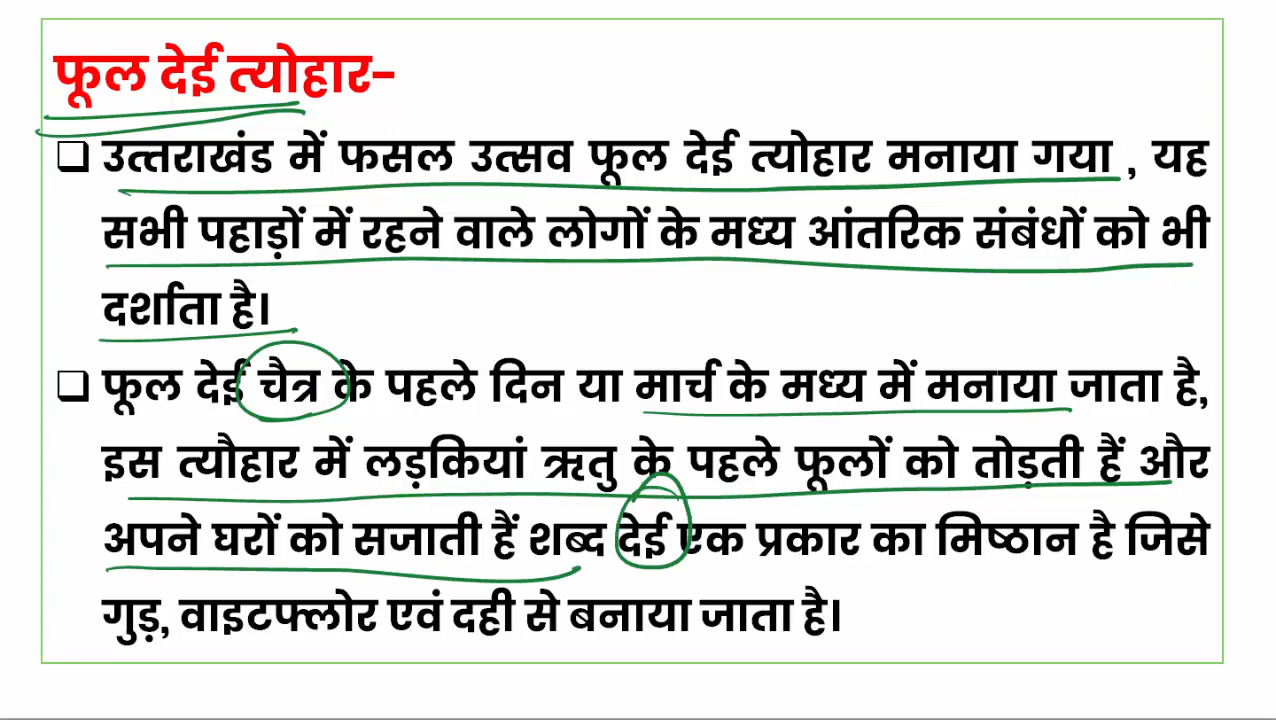 फूल देई त्योहार-
❑ उत्तराखंड में फसल उत्सव फूल देई त्योहार मनाया गया , यह
सभी पहाड़ों में रहने वाले लोगों के मध्य आंतरिक संबंधों को भी
दर्शाता है।
❑ फूल देई चैत्र के पहले दिन या मार्च के मध्य में मनाया जाता है,
इस त्यौहार में लड़कियां ऋतु के पहले फूलों को तोड़ती हैं और
अपने घरों को सजाती हैं शब्द देई एक प्रकार का मिष्ठान है जिसे
गुड़, वाइटफ्लोर एवं दही से बनाया जाता है।